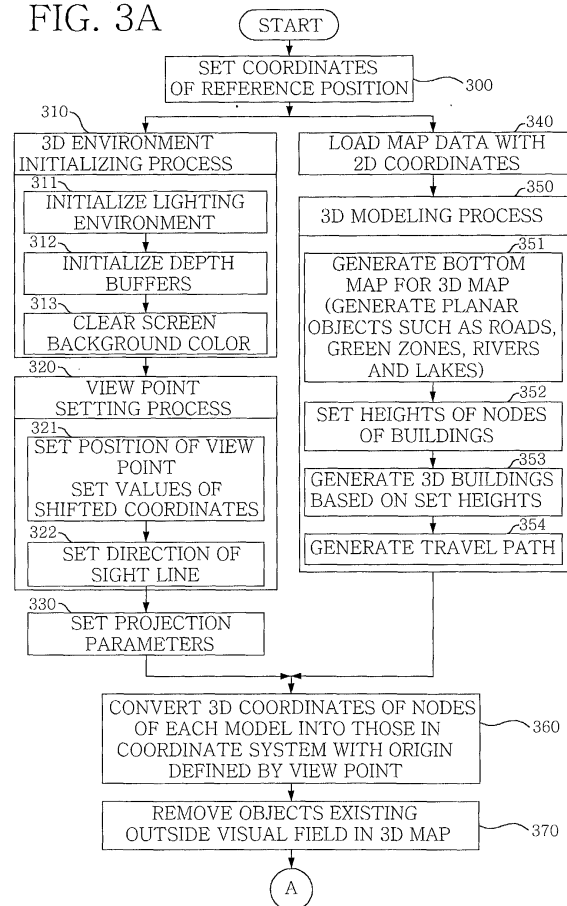 FIG. 3A
START
SET COORDINATES
OF REFERENCE POSITION
300
310
3D ENVIRONMENT
INITIALIZING PROCESS
311
INITIALIZE LIGHTING
ENVIRONMENT
312
INITIALIZE DEPTH
BUFFERS
313
CLEAR SCREEN
BACKGROUND COLOR
320
VIEW POINT
SETTING PROCESS
321
SET POSITION OF VIEW
POINT
SET VALUES OF
SHIFTED COORDINATES
322
SET DIRECTION OF
SIGHT LINE
330
SET PROJECTION
PARAMETERS
340
LOAD MAP DATA WITH
2D COORDINATES
350
3D MODELING PROCESS
351
GENERATE BOTTOM
MAP FOR 3D MAP
(GENERATE PLANAR
OBJECTS SUCH AS ROADS,
GREEN ZONES, RIVERS
AND LAKES)
352
SET HEIGHTS OF NODES
OF BUILDINGS
353
GENERATE 3D BUILDINGS
BASED ON SET HEIGHTS
354
GENERATE TRAVEL PATH
CONVERT 3D COORDINATES OF NODES
OF EACH MODEL INTO THOSE IN
COORDINATE SYSTEM WITH ORIGIN
DEFINED BY VIEW POINT
360
REMOVE OBJECTS EXISTING
OUTSIDE VISUAL FIELD IN 3D MAP
370
A